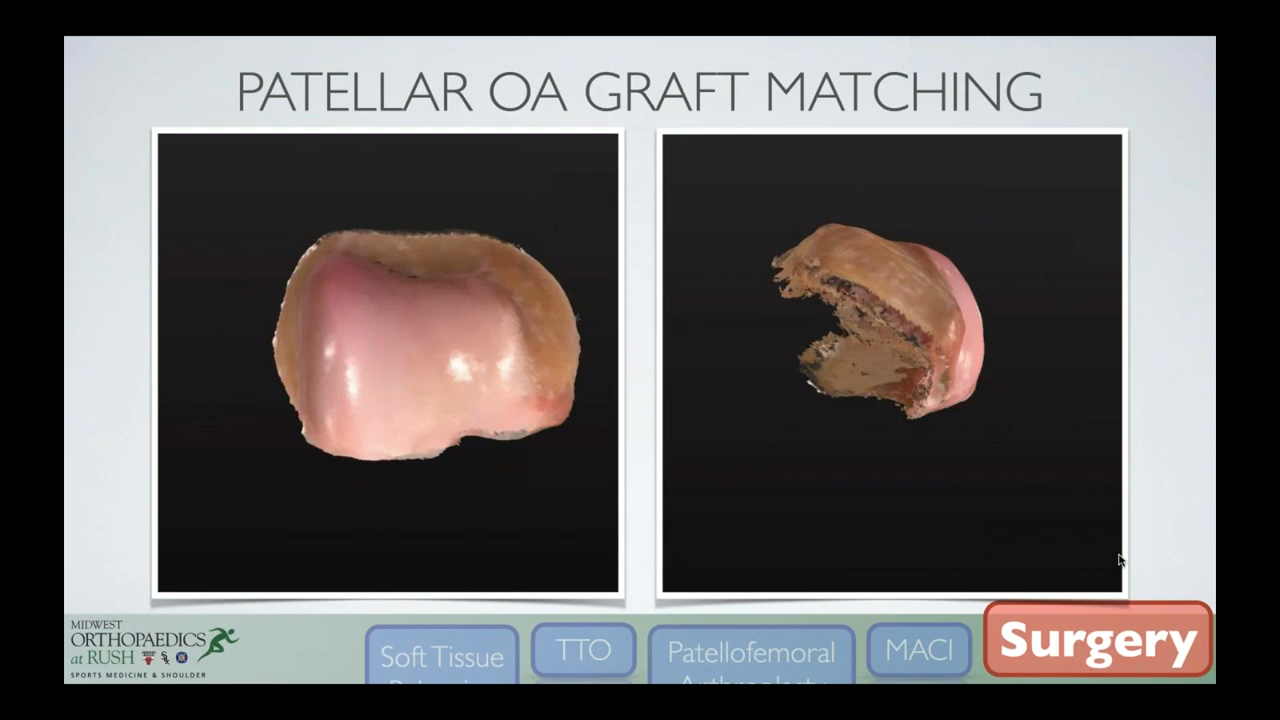 PATELLAR OA GRAFT MATCHING
MIDWEST
ORTHOPAEDICS
at RUSH
SPORTS MEDICINE & SHOULDER
Soft Tissue
TTO
Patellofemoral
MACI
Surgery